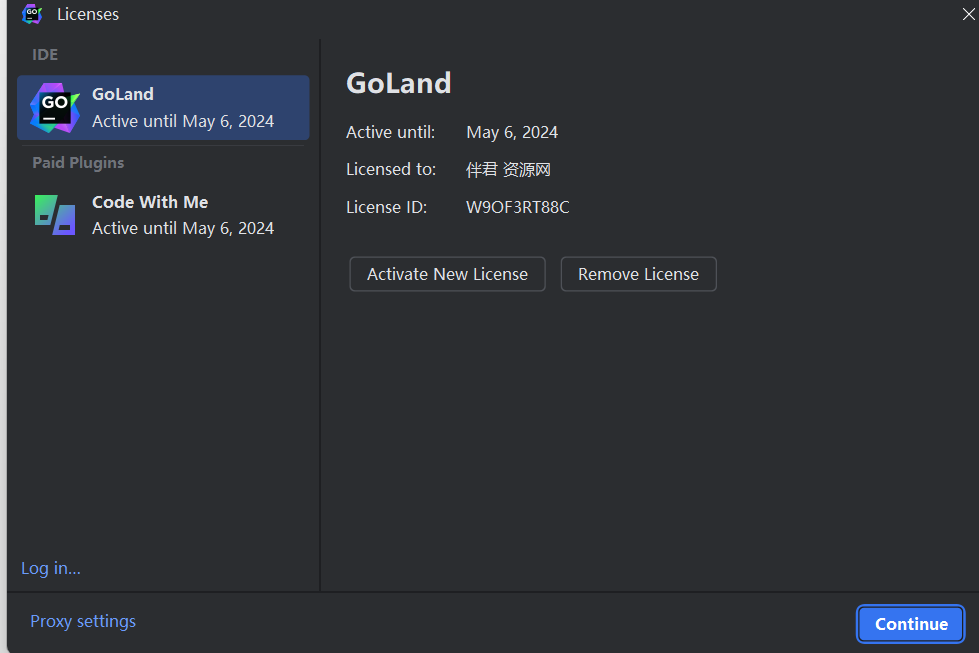 Licenses
IDE
GO
GoLand
Active until May 6, 2024
Paid Plugins
Code With Me
Active until May 6, 2024
Log in...
GoLand
Active until: May 6, 2024
Licensed to: 伴君 资源网
License ID: W9OF3RT88C
Activate New License Remove License
Proxy settings
Continue